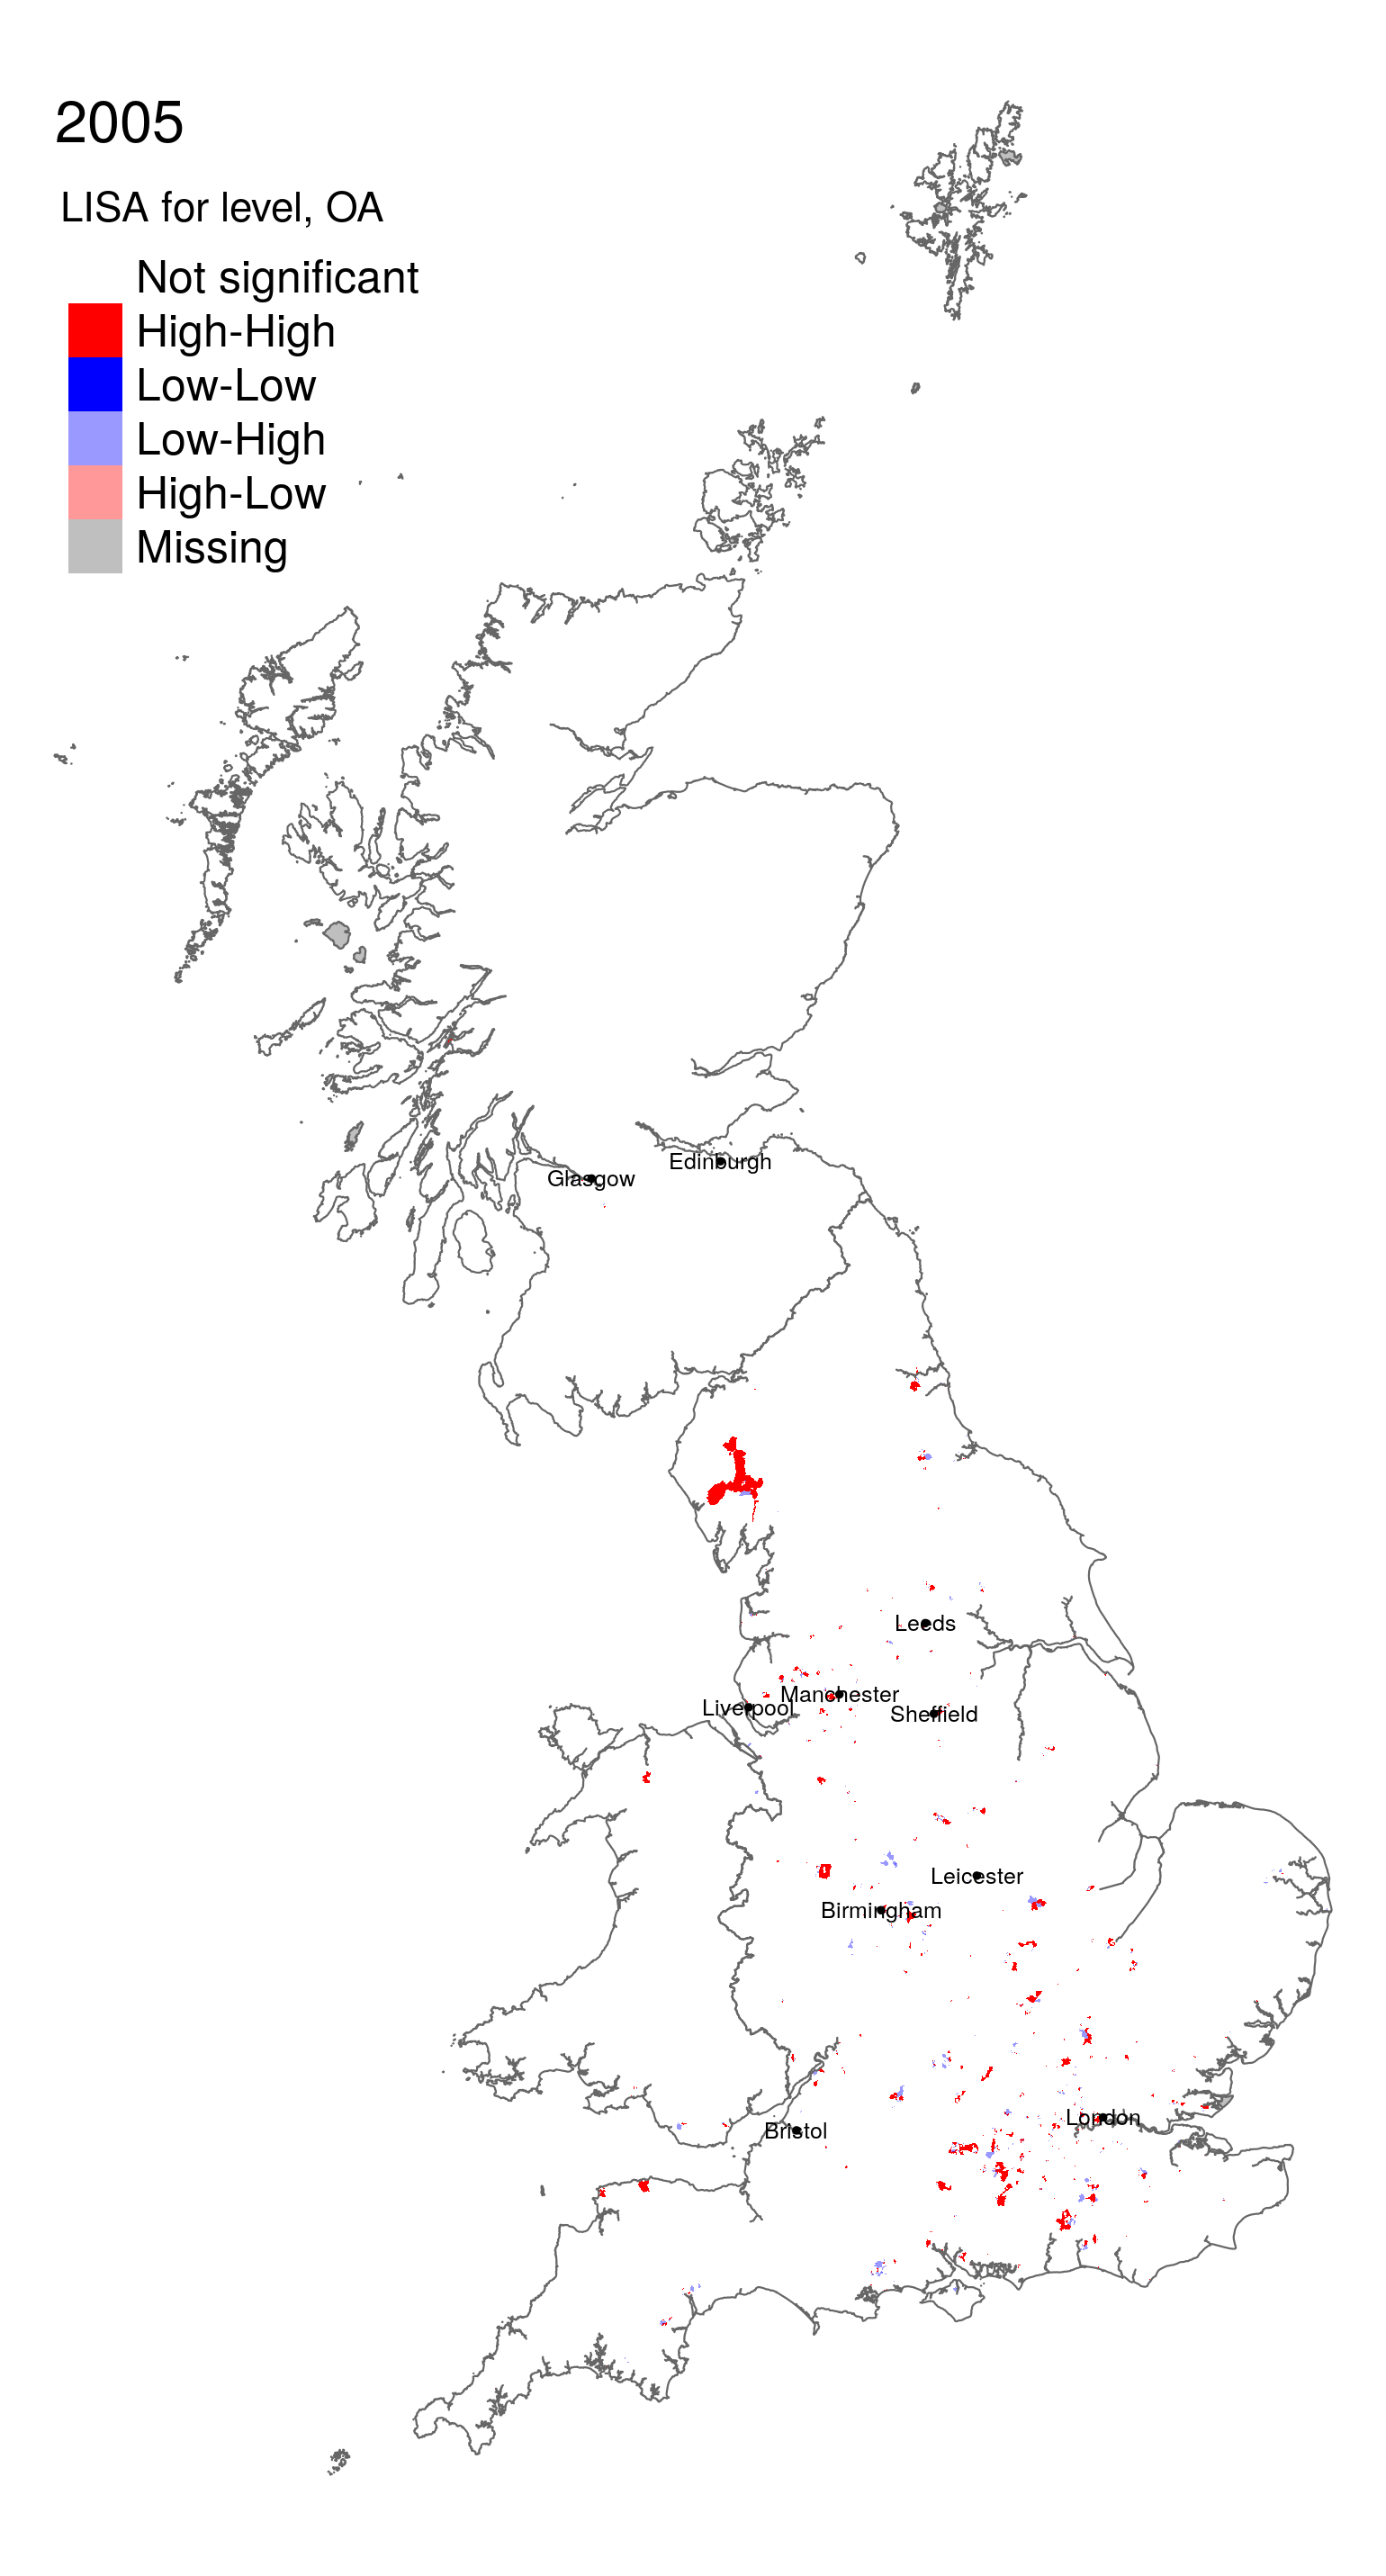 2005
LISA for level, OA
Not significant
High-High
Low-Low
Low-High
High-Low
Missing
Edinburgh
Glasgow
Leeds
Manchester
Liverpool
Sheffield
Leicester
Birmingham
London
Bristol